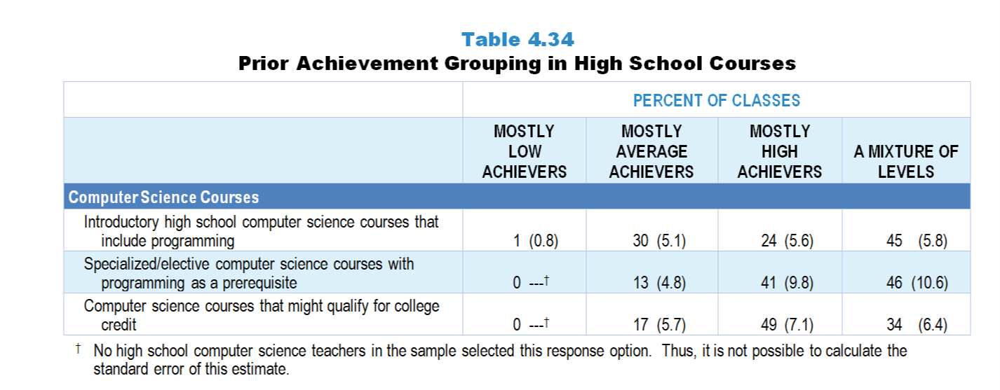 Table 4.34
Prior Achievement Grouping in High School Courses
PERCENT OF CLASSES
MOSTLY LOW ACHIEVERS
MOSTLY AVERAGE ACHIEVERS
MOSTLY HIGH ACHIEVERS
A MIXTURE OF LEVELS
Computer Science Courses
Introductory high school computer science courses that
include programming 1 (0.8) 30 (5.1) 24 (5.6) 45 (5.8)
Specialized/elective computer science courses with
programming as a prerequisite 0 ---† 13 (4.8) 41 (9.8) 46 (10.6)
Computer science courses that might qualify for college
credit 0 ---† 17 (5.7) 49 (7.1) 34 (6.4)
† No high school computer science teachers in the sample selected this response option. Thus, it is not possible to calculate the
standard error of this estimate.